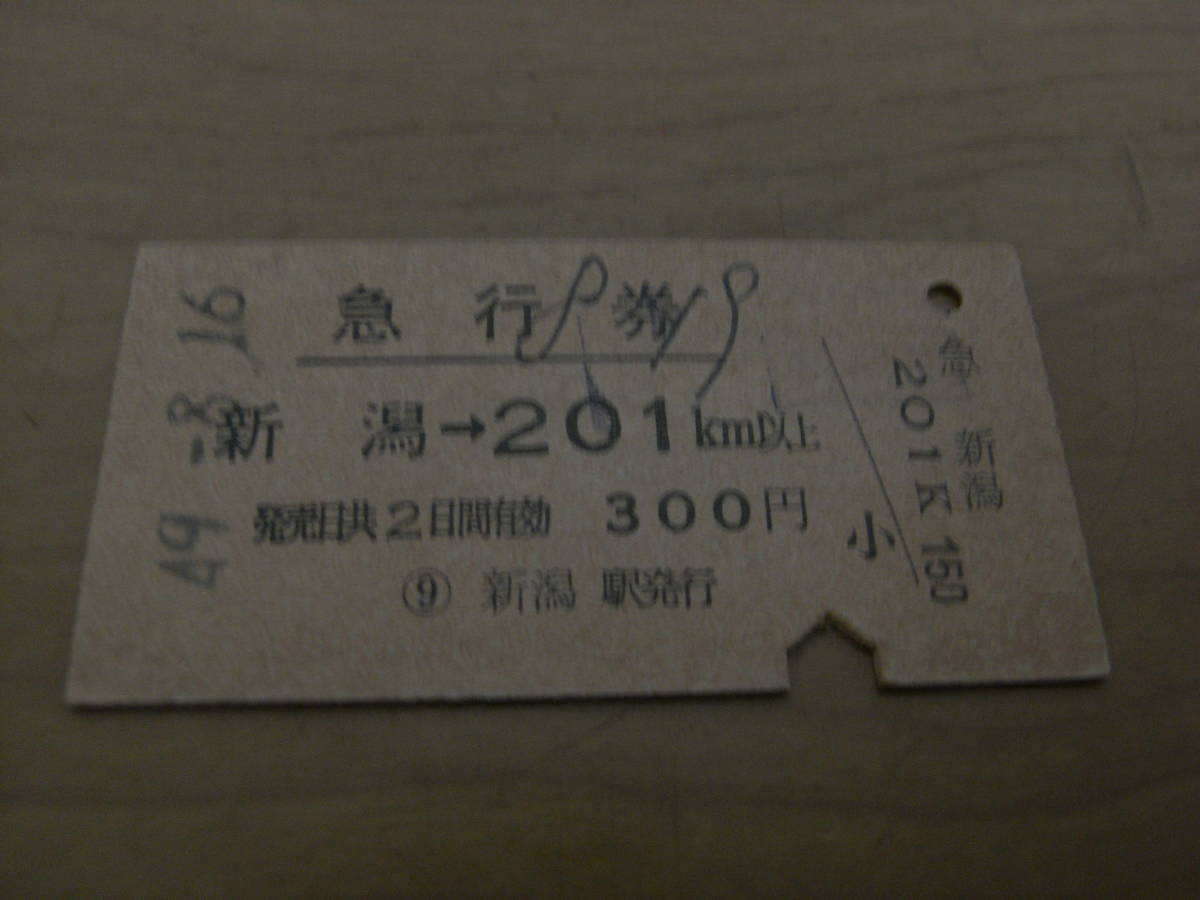 49.-8.16
急行券
新潟→201km以上
発売日共2日間有効 300円
⑨ 新潟 駅発行
小
急 新潟
201K 150